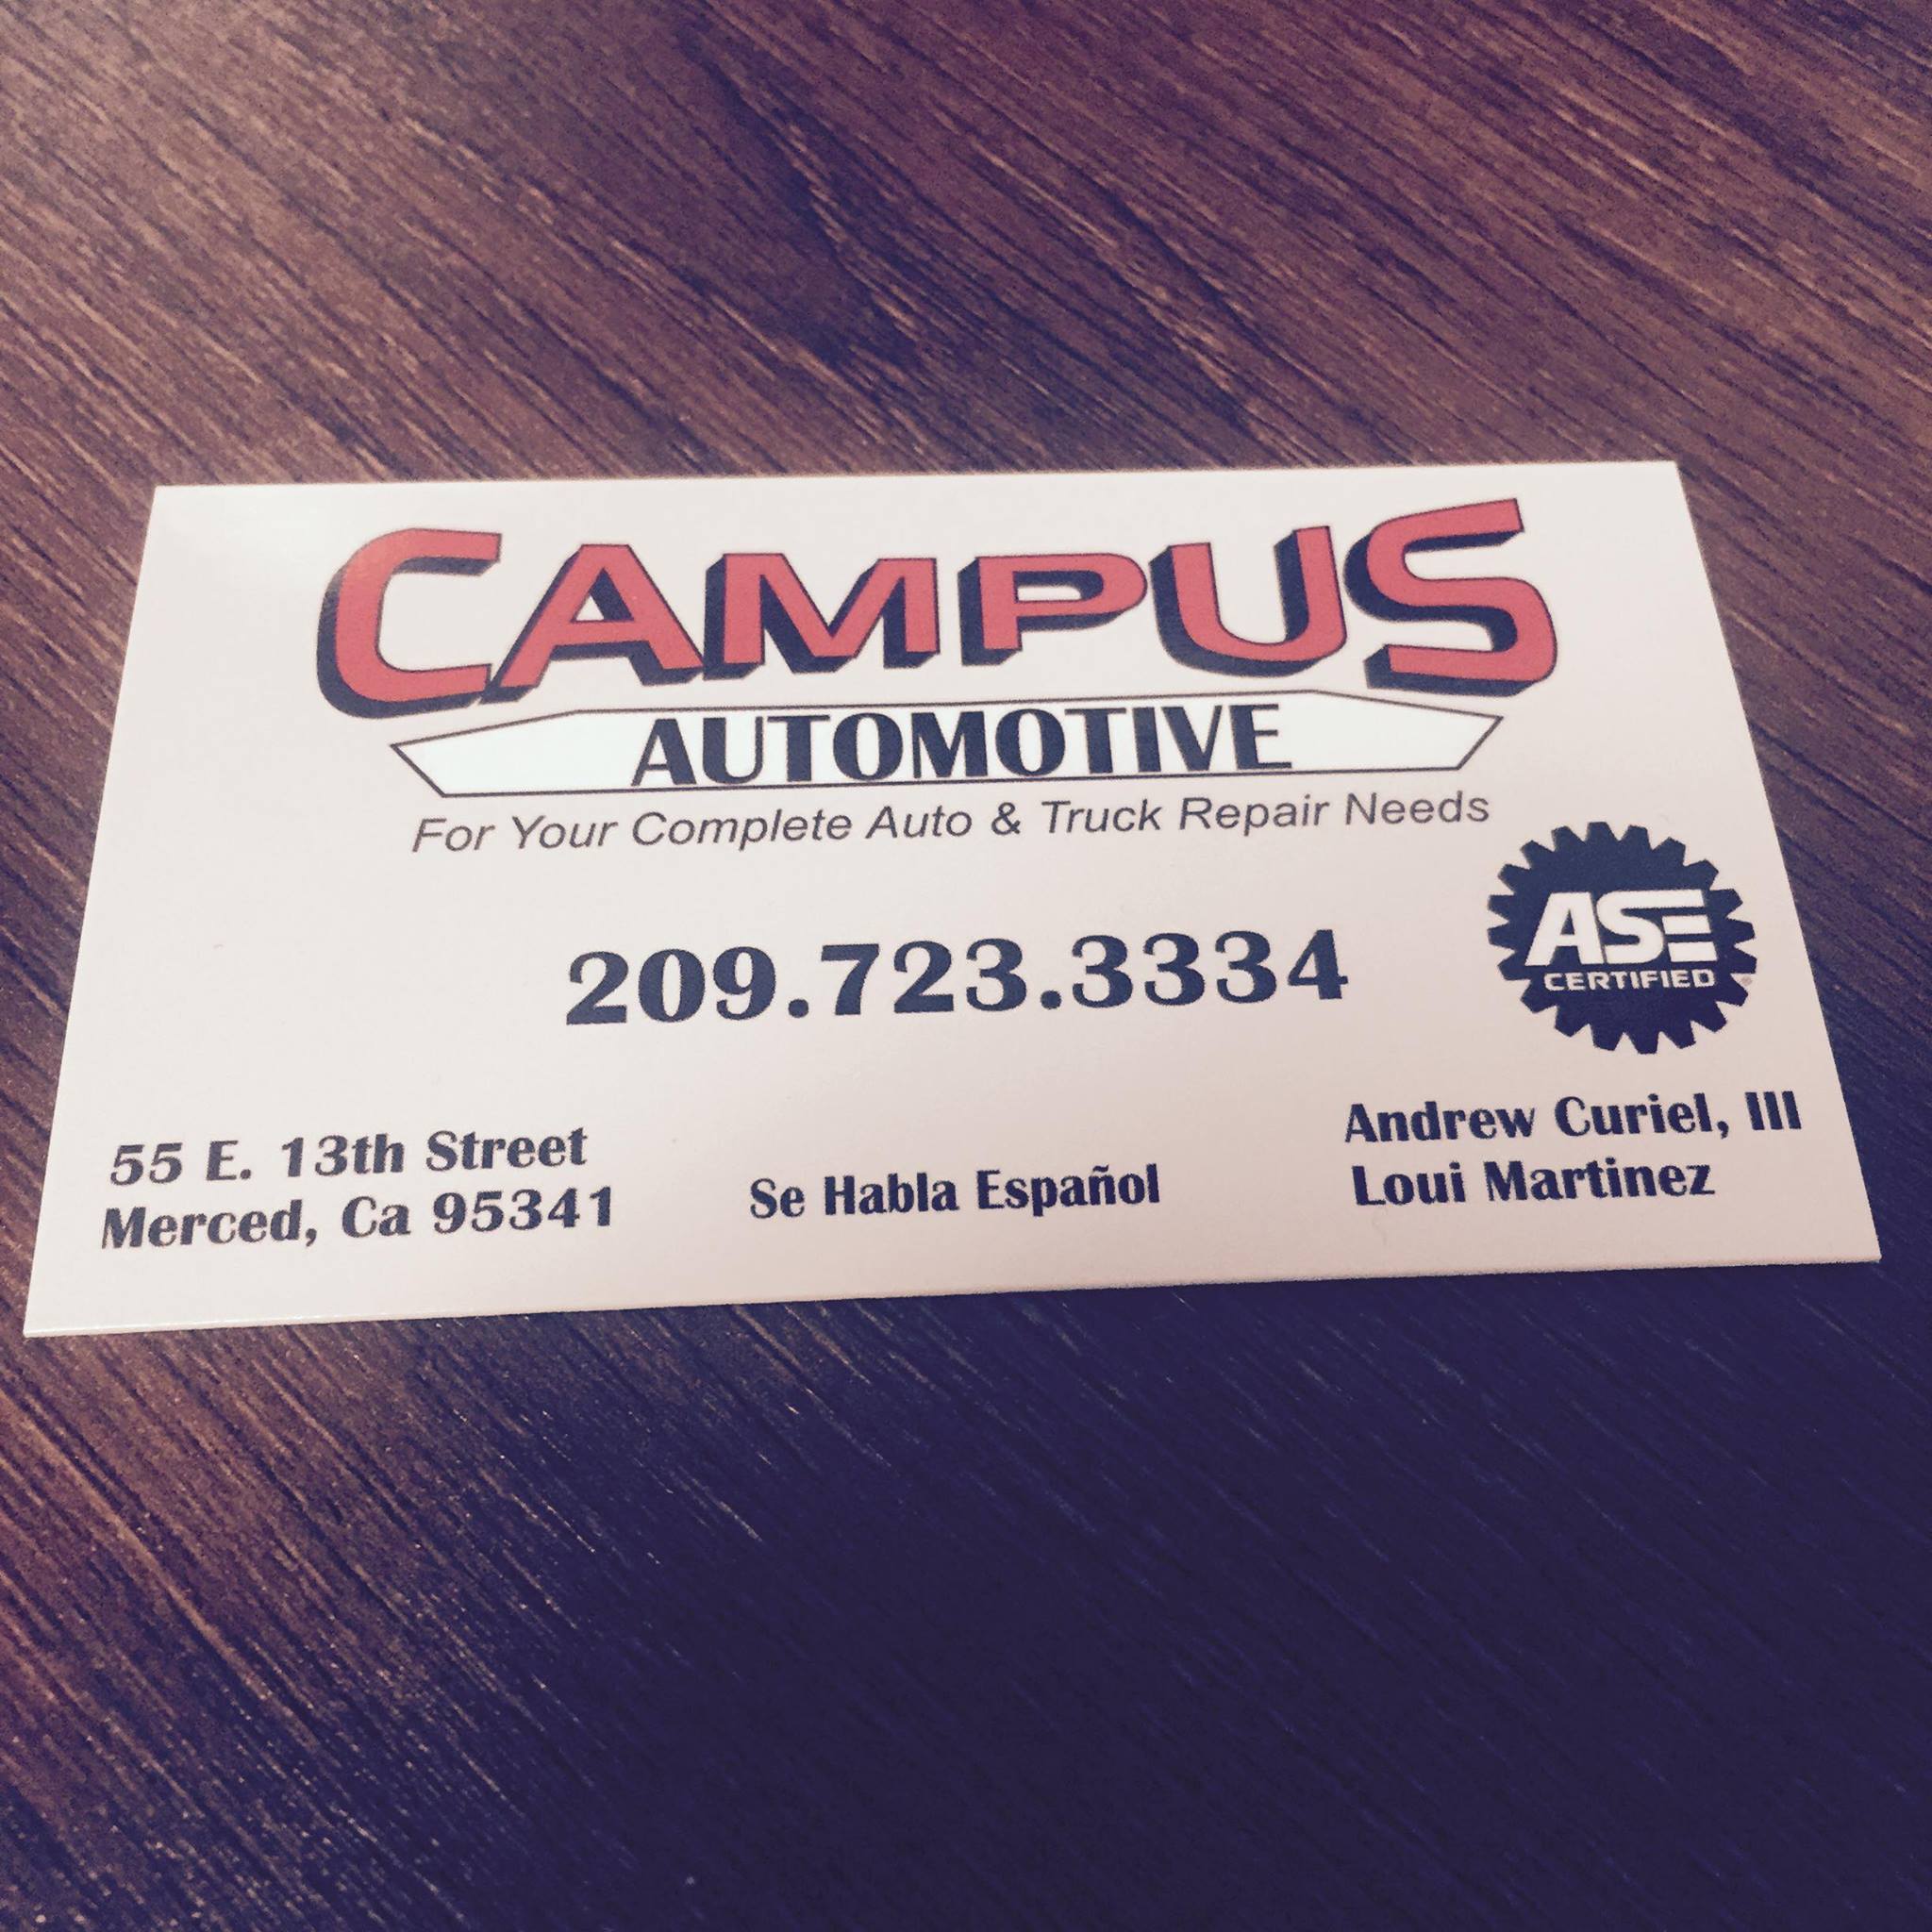 CAMPUS
AUTOMOTIVE
For Your Complete Auto & Truck Repair Needs
ASE
CERTIFIED
209.723.3334
55 E. 13th Street
Merced, Ca 95341
Se Habla Español
Andrew Curiel, III
Loui Martinez